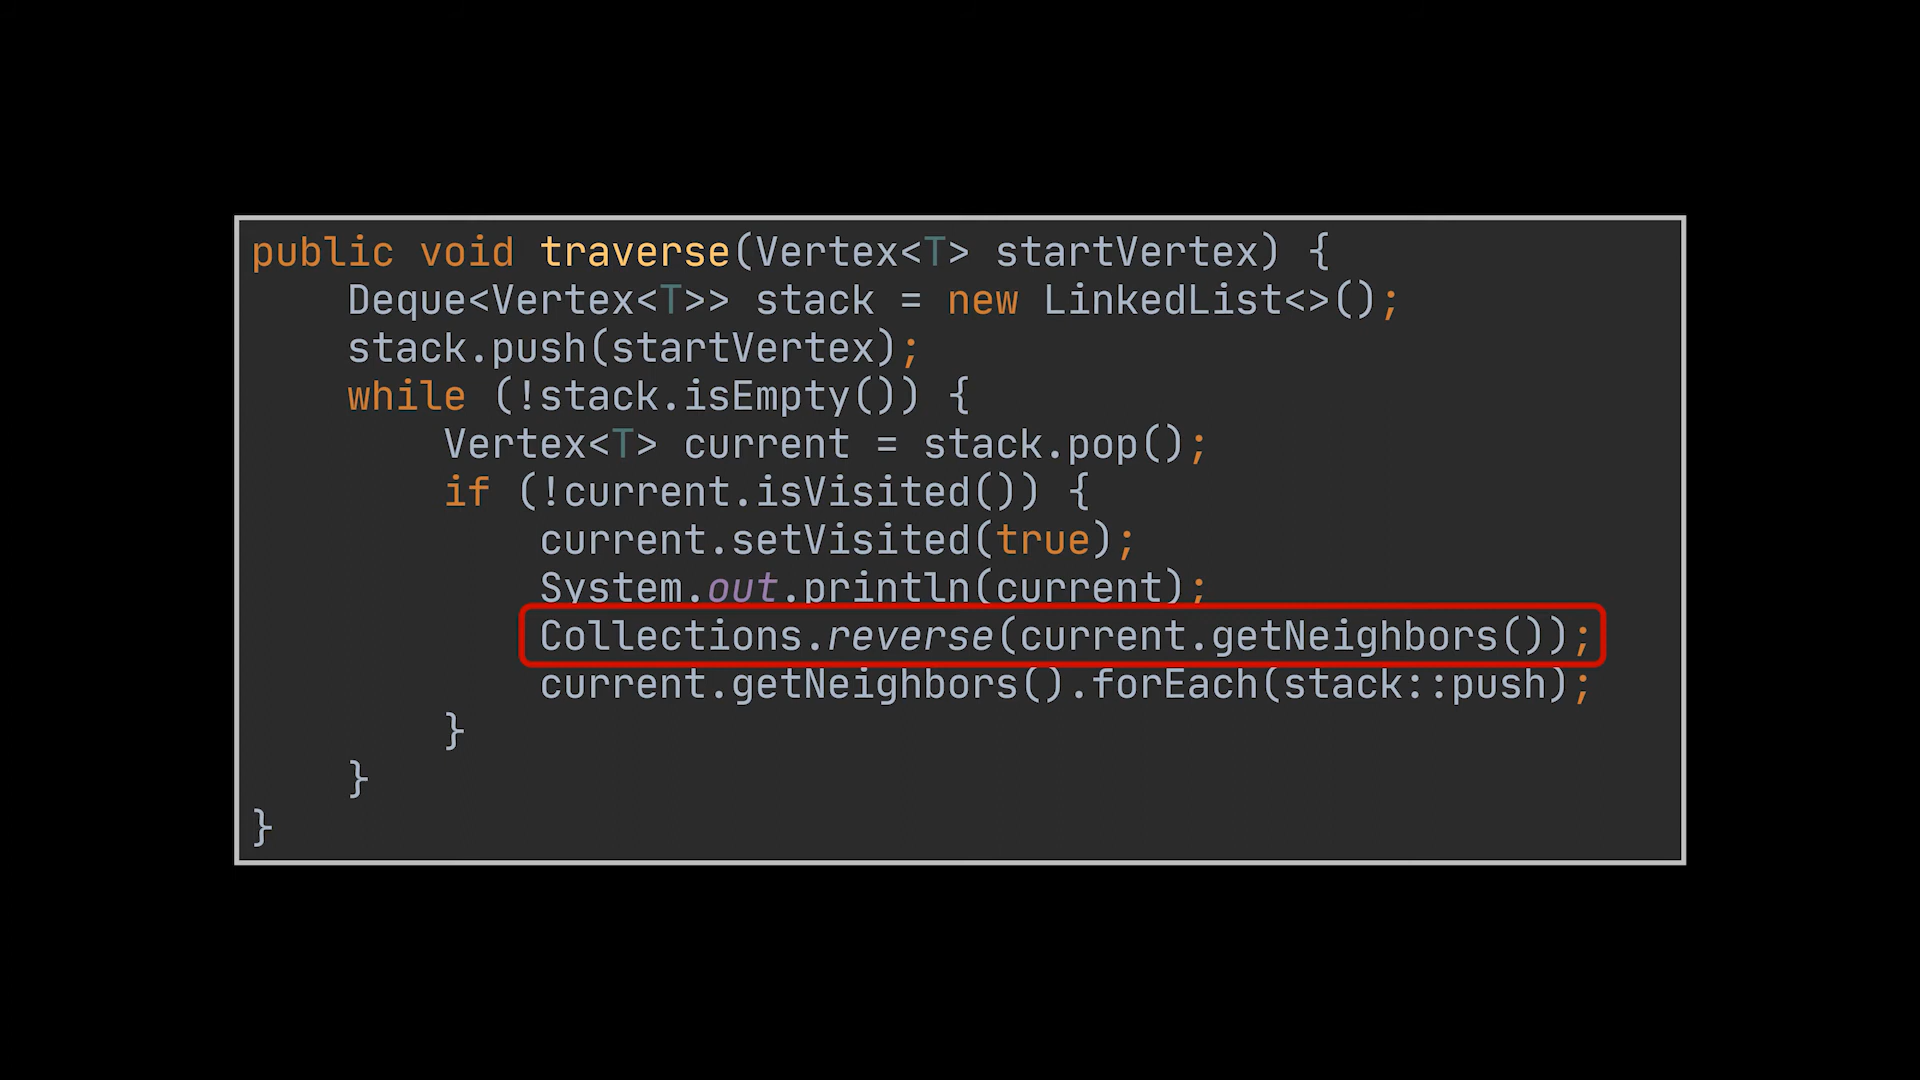 public void traverse(Vertex<T> startVertex) {
    Deque<Vertex<T>> stack = new LinkedList<>();
    stack.push(startVertex);
    while (!stack.isEmpty()) {
        Vertex<T> current = stack.pop();
        if (!current.isVisited()) {
            current.setVisited(true);
            System.out.println(current);
            Collections.reverse(current.getNeighbors());
            current.getNeighbors().forEach(stack::push);
        }
    }
}